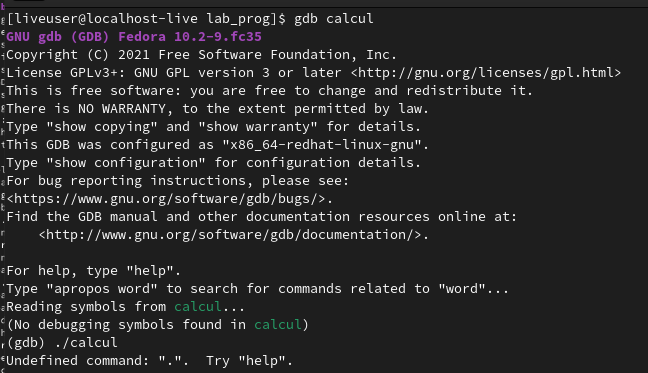 [liveuser@localhost-live lab_prog]$ gdb calcul
GNU gdb (GDB) Fedora 10.2-9.fc35
Copyright (C) 2021 Free Software Foundation, Inc.
License GPLv3+: GNU GPL version 3 or later <http://gnu.org/licenses/gpl.html>
This is free software: you are free to change and redistribute it.
There is NO WARRANTY, to the extent permitted by law.
Type "show copying" and "show warranty" for details.
This GDB was configured as "x86_64-redhat-linux-gnu".
Type "show configuration" for configuration details.
For bug reporting instructions, please see:
<https://www.gnu.org/software/gdb/bugs/>.
Find the GDB manual and other documentation resources online at:
    <http://www.gnu.org/software/gdb/documentation/>.

For help, type "help".
Type "apropos word" to search for commands related to "word"...
Reading symbols from calcul...
(No debugging symbols found in calcul)
(gdb) ./calcul
Undefined command: ".".  Try "help".